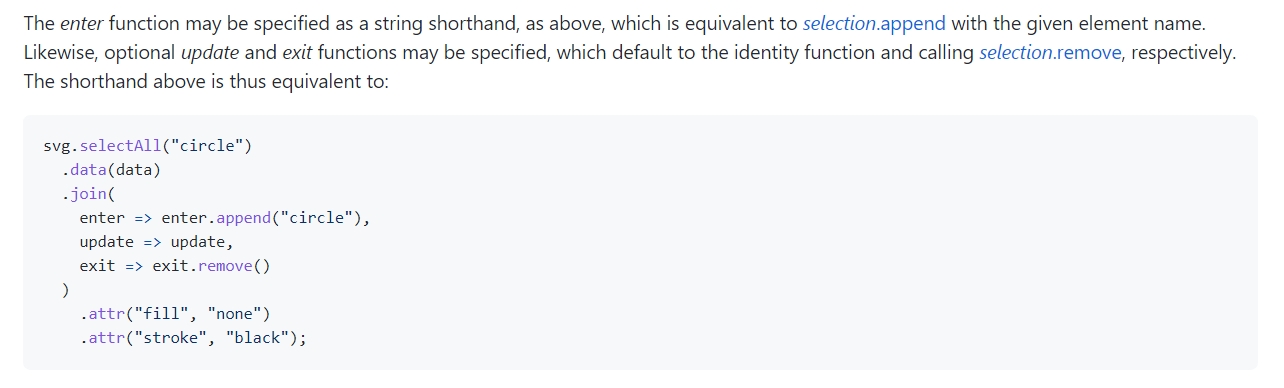 The enter function may be specified as a string shorthand, as above, which is equivalent to selection.append with the given element name.
Likewise, optional update and exit functions may be specified, which default to the identity function and calling selection.remove, respectively.
The shorthand above is thus equivalent to:
svg.selectAll("circle")
  .data(data)
  .join(
    enter => enter.append("circle"),
    update => update,
    exit => exit.remove()
  )
    .attr("fill", "none")
    .attr("stroke", "black");